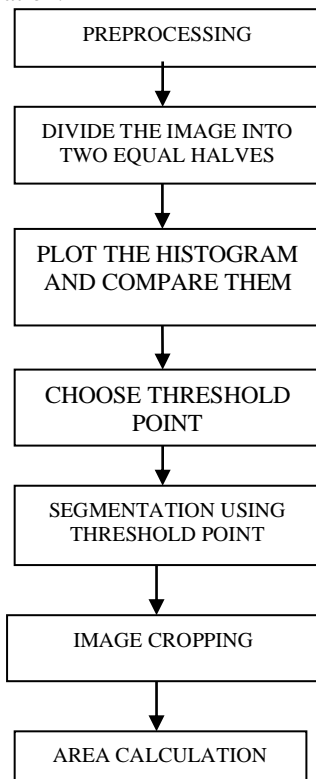 PREPROCESSING
DIVIDE THE IMAGE INTO
TWO EQUAL HALVES
PLOT THE HISTOGRAM
AND COMPARE THEM
CHOOSE THRESHOLD
POINT
SEGMENTATION USING
THRESHOLD POINT
IMAGE CROPPING
AREA CALCULATION